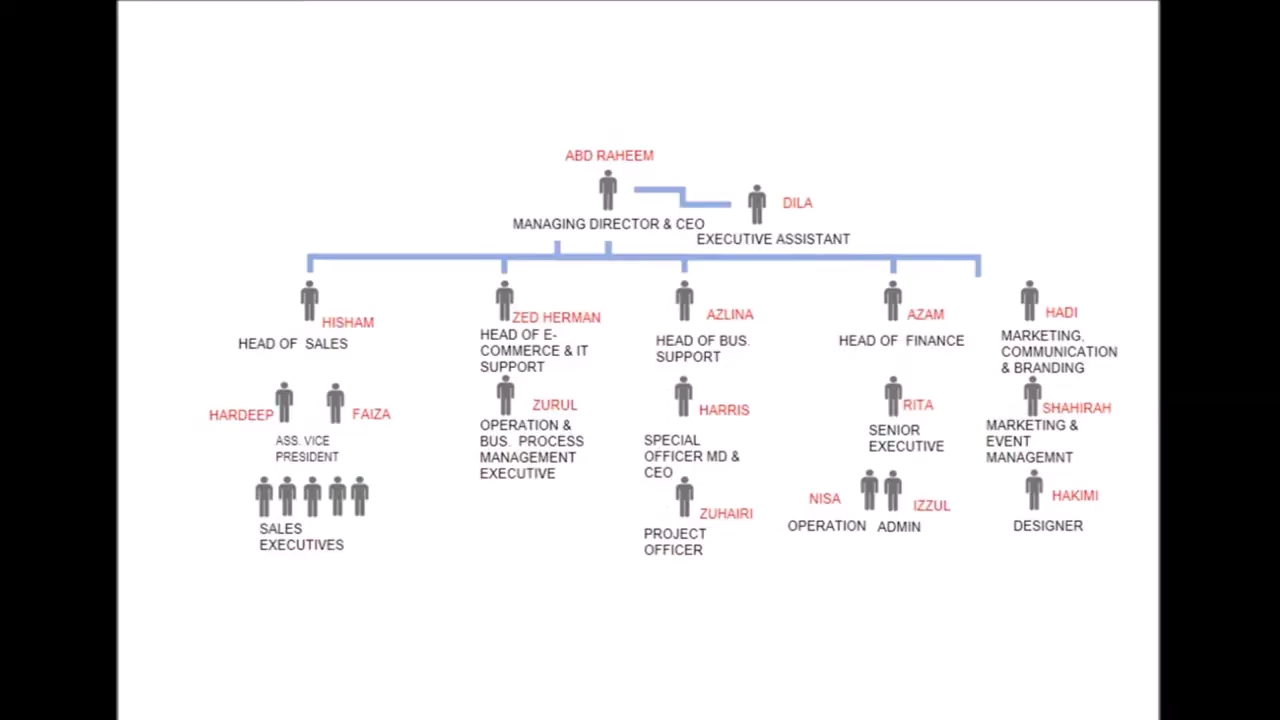 ABD RAHEEM
DILA
MANAGING DIRECTOR & CEO
EXECUTIVE ASSISTANT
HISHAM
HEAD OF SALES
HARDEEP
FAIZA
ASS. VICE
PRESIDENT
SALES
EXECUTIVES
ZED HERMAN
HEAD OF E-
COMMERCE & IT
SUPPORT
ZURUL
OPERATION &
BUS. PROCESS
MANAGEMENT
EXECUTIVE
AZLINA
HEAD OF BUS.
SUPPORT
HARRIS
SPECIAL
OFFICER MD &
CEO
ZUHAIRI
PROJECT
OFFICER
AZAM
HEAD OF FINANCE
RITA
SENIOR
EXECUTIVE
NISA
IZZUL
OPERATION
ADMIN
HADI
MARKETING,
COMMUNICATION
& BRANDING
SHAHIRAH
MARKETING &
EVENT
MANAGEMNT
HAKIMI
DESIGNER